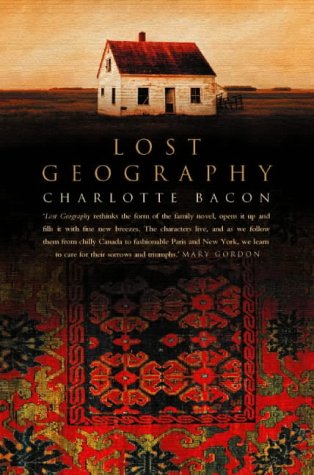 LOST
GEOGRAPHY
CHARLOTTE BACON
'Lost Geography rethinks the form of the family novel, opens it up and
fills it with fine new breezes. The characters live, and as we follow
them from chilly Canada to fashionable Paris and New York, we learn
to care for their sorrows and triumphs.' MARY GORDON